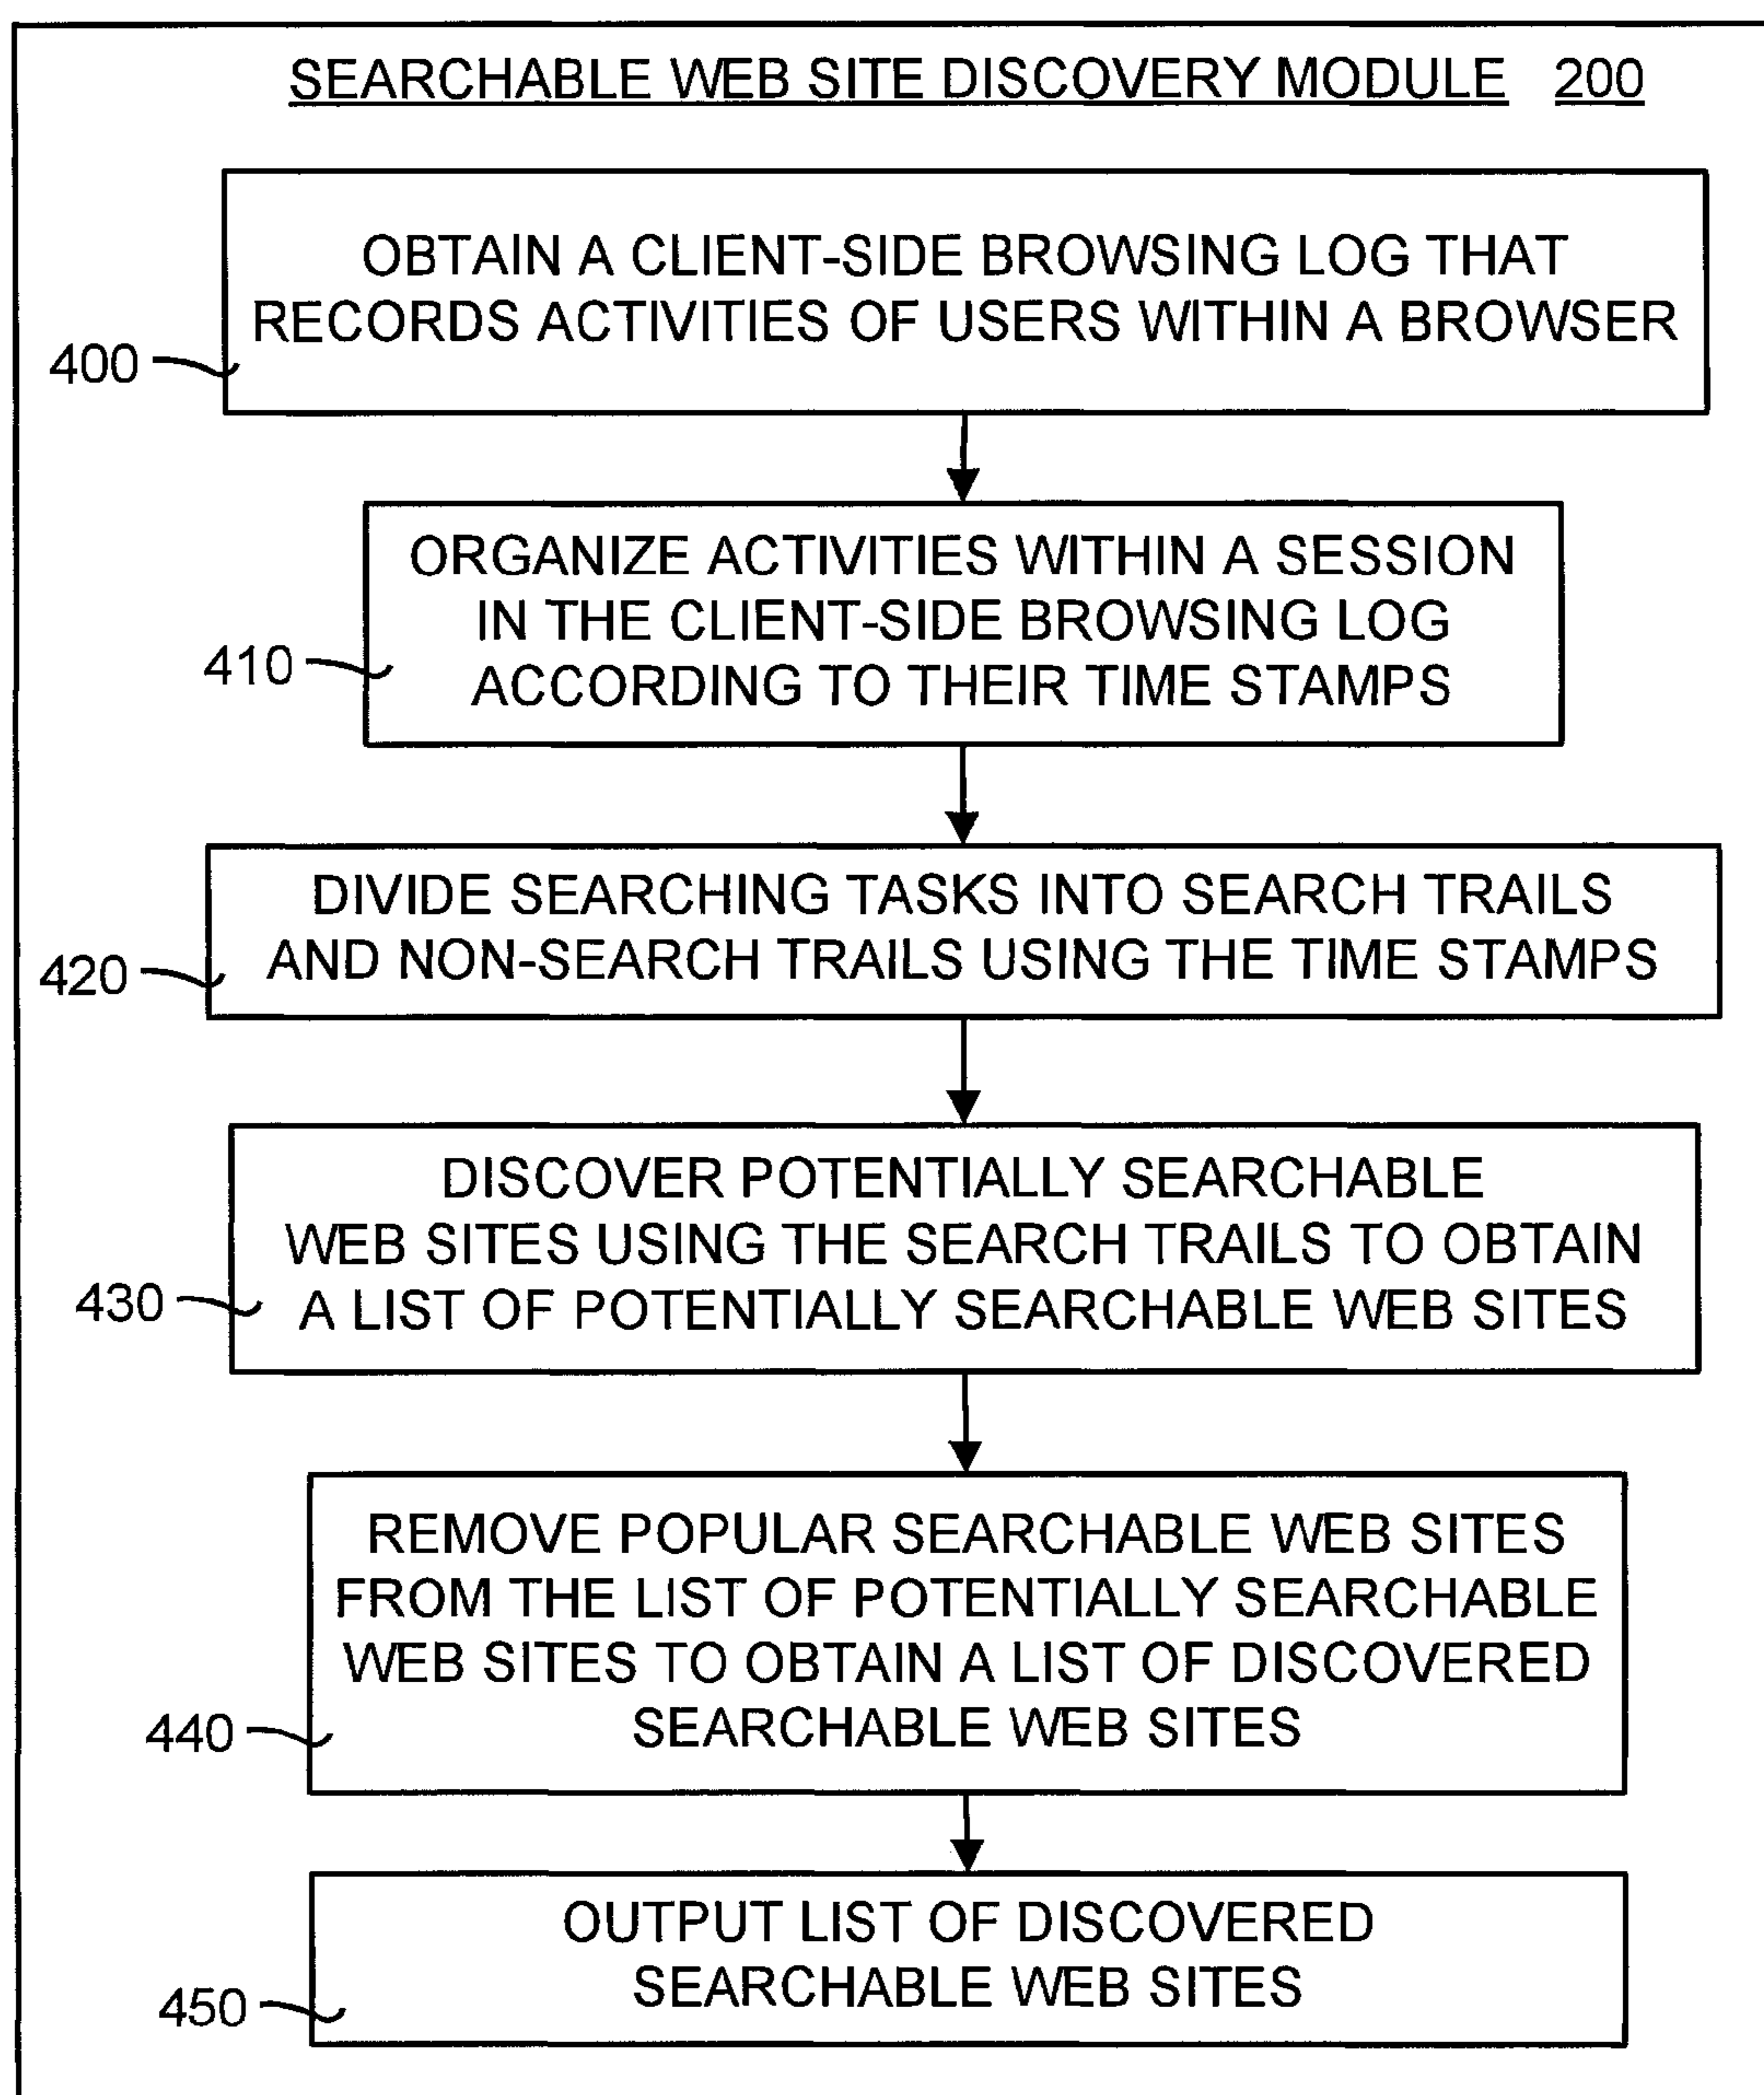 SEARCHABLE WEB SITE DISCOVERY MODULE 200
OBTAIN A CLIENT-SIDE BROWSING LOG THAT
RECORDS ACTIVITIES OF USERS WITHIN A BROWSER
400
ORGANIZE ACTIVITIES WITHIN A SESSION
IN THE CLIENT-SIDE BROWSING LOG
ACCORDING TO THEIR TIME STAMPS
410
DIVIDE SEARCHING TASKS INTO SEARCH TRAILS
AND NON-SEARCH TRAILS USING THE TIME STAMPS
420
DISCOVER POTENTIALLY SEARCHABLE
WEB SITES USING THE SEARCH TRAILS TO OBTAIN
A LIST OF POTENTIALLY SEARCHABLE WEB SITES
430
REMOVE POPULAR SEARCHABLE WEB SITES
FROM THE LIST OF POTENTIALLY SEARCHABLE
WEB SITES TO OBTAIN A LIST OF DISCOVERED
SEARCHABLE WEB SITES
440
OUTPUT LIST OF DISCOVERED
SEARCHABLE WEB SITES
450